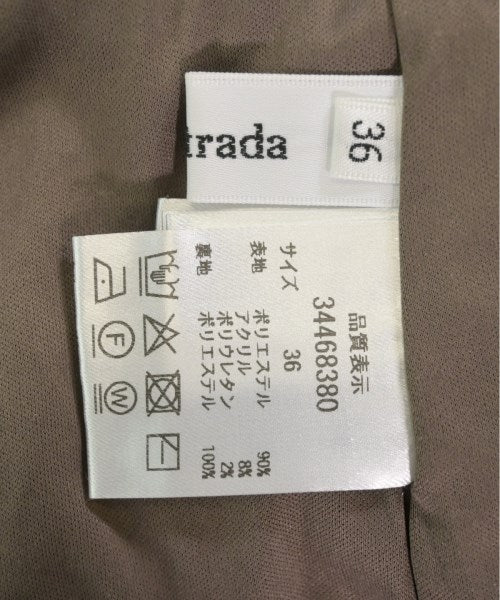 trada
36
品質表示
34468380
サイズ 36
表地 ポリエステル 90%
アクリル 8%
ポリウレタン 2%
裏地 ポリエステル 100%
F
W